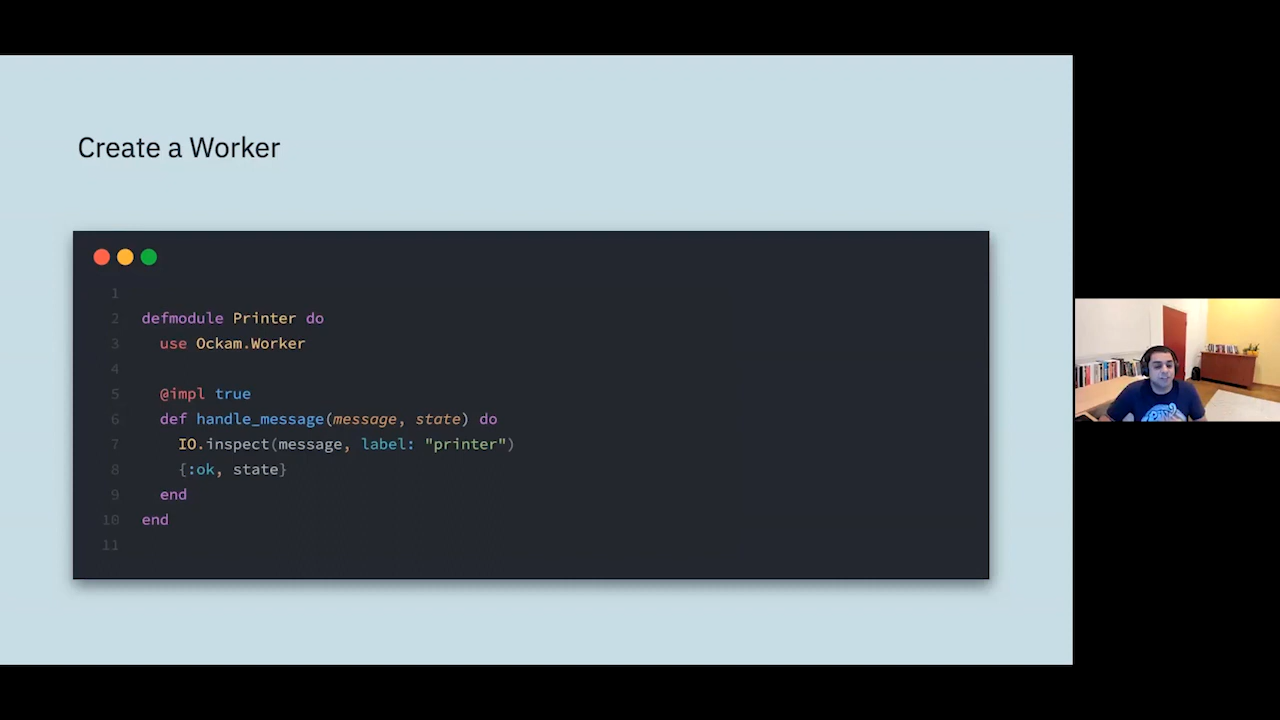 Create a Worker
1
2 defmodule Printer do
3 use Ockam.Worker
4
5 @impl true
6 def handle_message(message, state) do
7 IO.inspect(message, label: "printer")
8 {:ok, state}
9 end
10 end
11